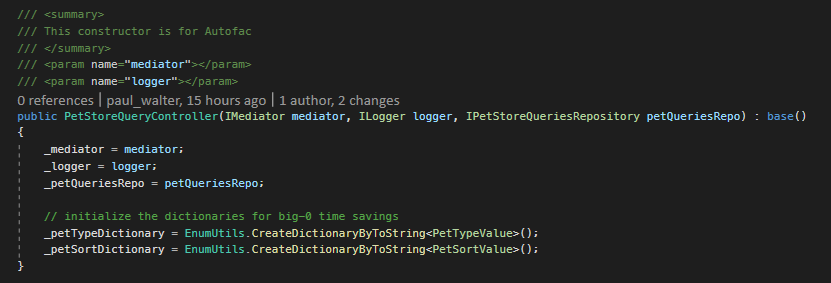 /// <summary>
/// This constructor is for Autofac
/// </summary>
/// <param name="mediator"></param>
/// <param name="logger"></param>
0 references | paul_walter, 15 hours ago | 1 author, 2 changes
public PetStoreQueryController(IMediator mediator, ILogger logger, IPetStoreQueriesRepository petQueriesRepo) : base()
{
_mediator = mediator;
_logger = logger;
_petQueriesRepo = petQueriesRepo;
// initialize the dictionaries for big-0 time savings
_petTypeDictionary = EnumUtils.CreateDictionaryByToString<PetTypeValue>();
_petSortDictionary = EnumUtils.CreateDictionaryByToString<PetSortValue>();
}